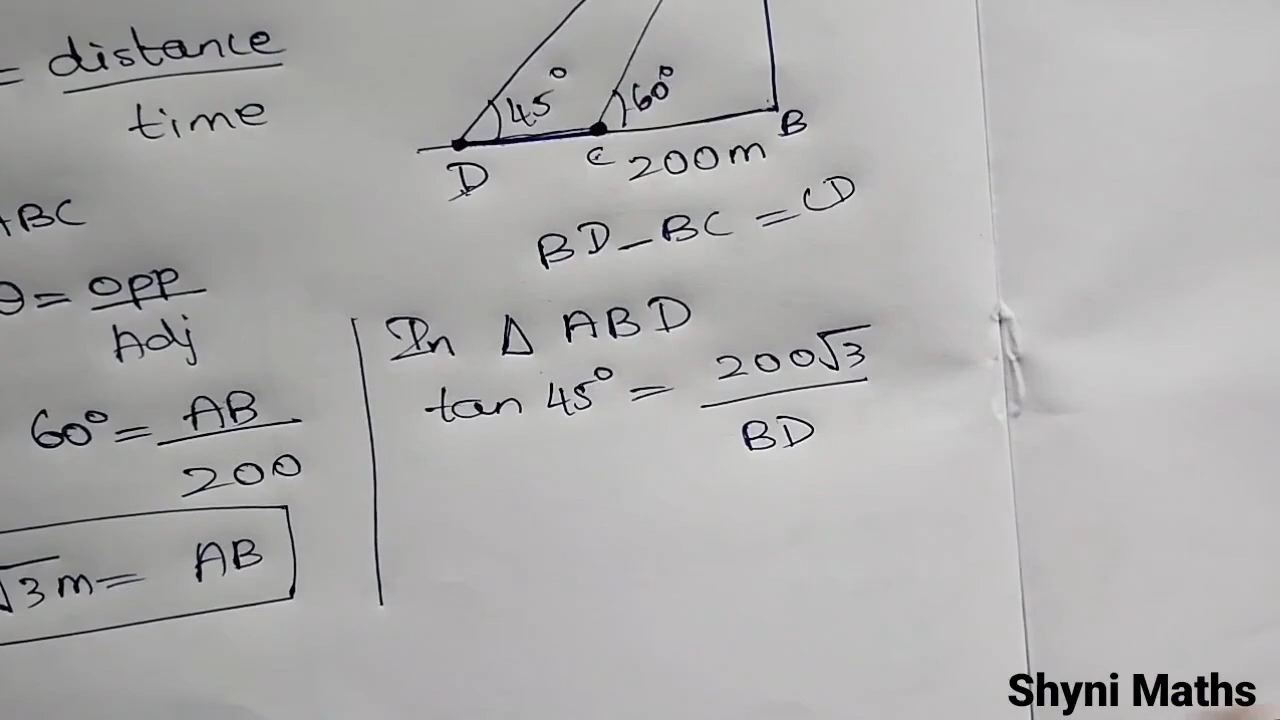 = distance
time
45°
60°
D
C
200m
B
ABC
BD - BC = CD
θ = opp
Adj
In Δ ABD
tan 45° = 200√3
BD
60° = AB
200
√3 m = AB
Shyni Maths